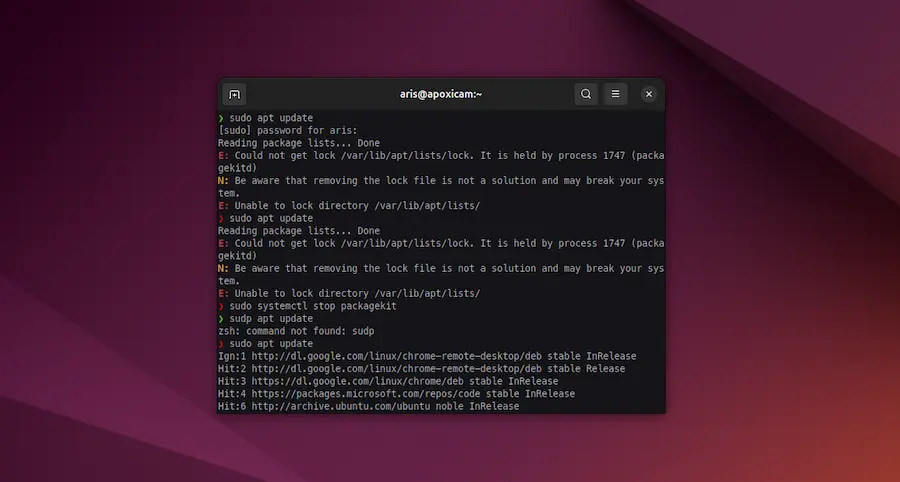 aris@apoxicam:~
❯ sudo apt update
[sudo] password for aris:
Reading package lists... Done
E: Could not get lock /var/lib/apt/lists/lock. It is held by process 1747 (packa
gekitd)
N: Be aware that removing the lock file is not a solution and may break your sys
tem.
E: Unable to lock directory /var/lib/apt/lists/
❯ sudo apt update
Reading package lists... Done
E: Could not get lock /var/lib/apt/lists/lock. It is held by process 1747 (packa
gekitd)
N: Be aware that removing the lock file is not a solution and may break your sys
tem.
E: Unable to lock directory /var/lib/apt/lists/
❯ sudo systemctl stop packagekit
❯ sudp apt update
zsh: command not found: sudp
❯ sudo apt update
Ign:1 http://dl.google.com/linux/chrome-remote-desktop/deb stable InRelease
Hit:2 http://dl.google.com/linux/chrome-remote-desktop/deb stable Release
Hit:3 https://dl.google.com/linux/chrome/deb stable InRelease
Hit:4 https://packages.microsoft.com/repos/code stable InRelease
Hit:6 http://archive.ubuntu.com/ubuntu noble InRelease